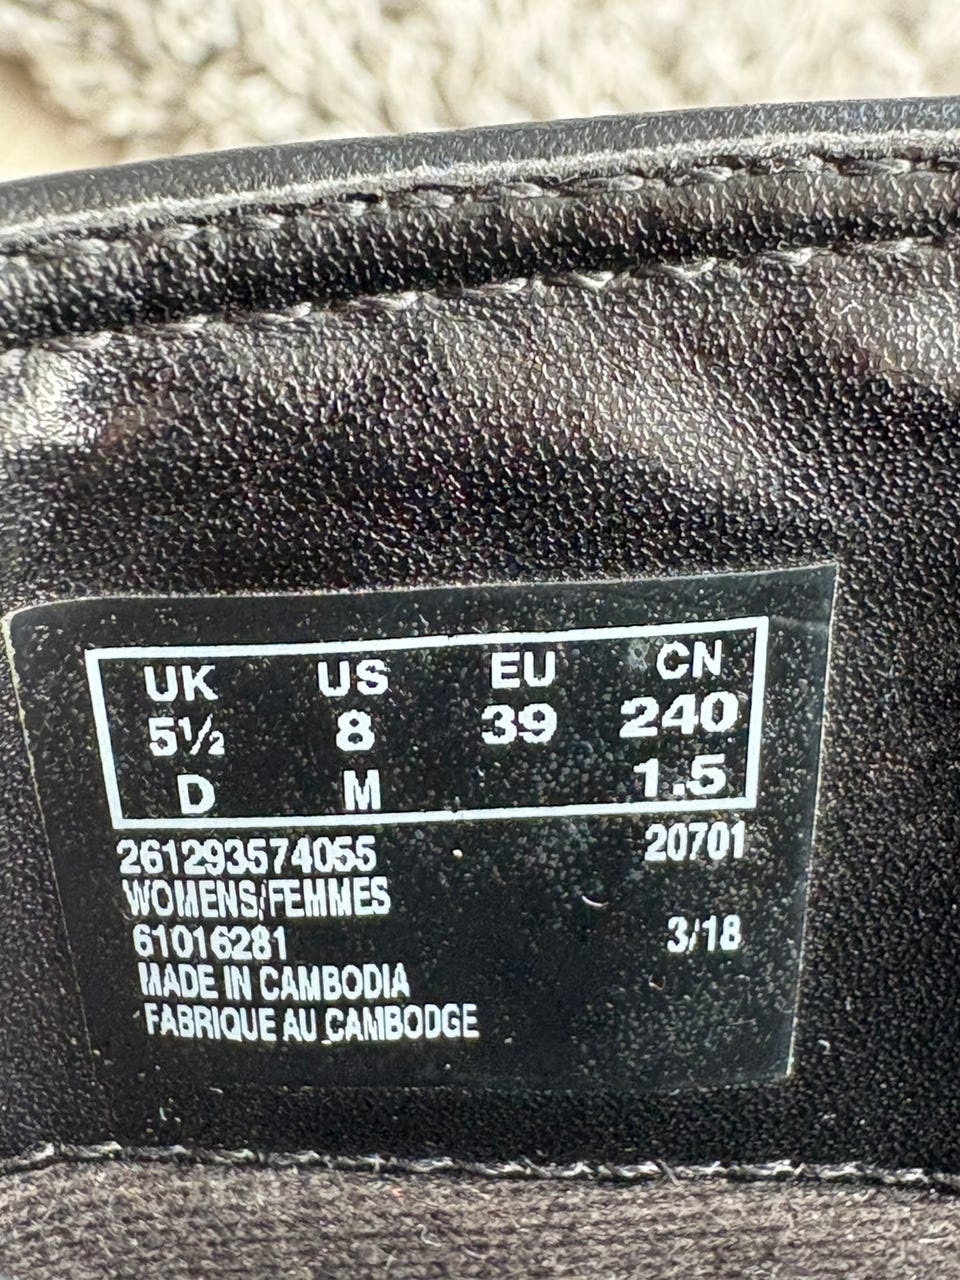 UK US EU CN
5½ 8 39 240
D M 1.5
261293574055 20701
WOMENS/FEMMES
61016281 3/18
MADE IN CAMBODIA
FABRIQUE AU CAMBODGE